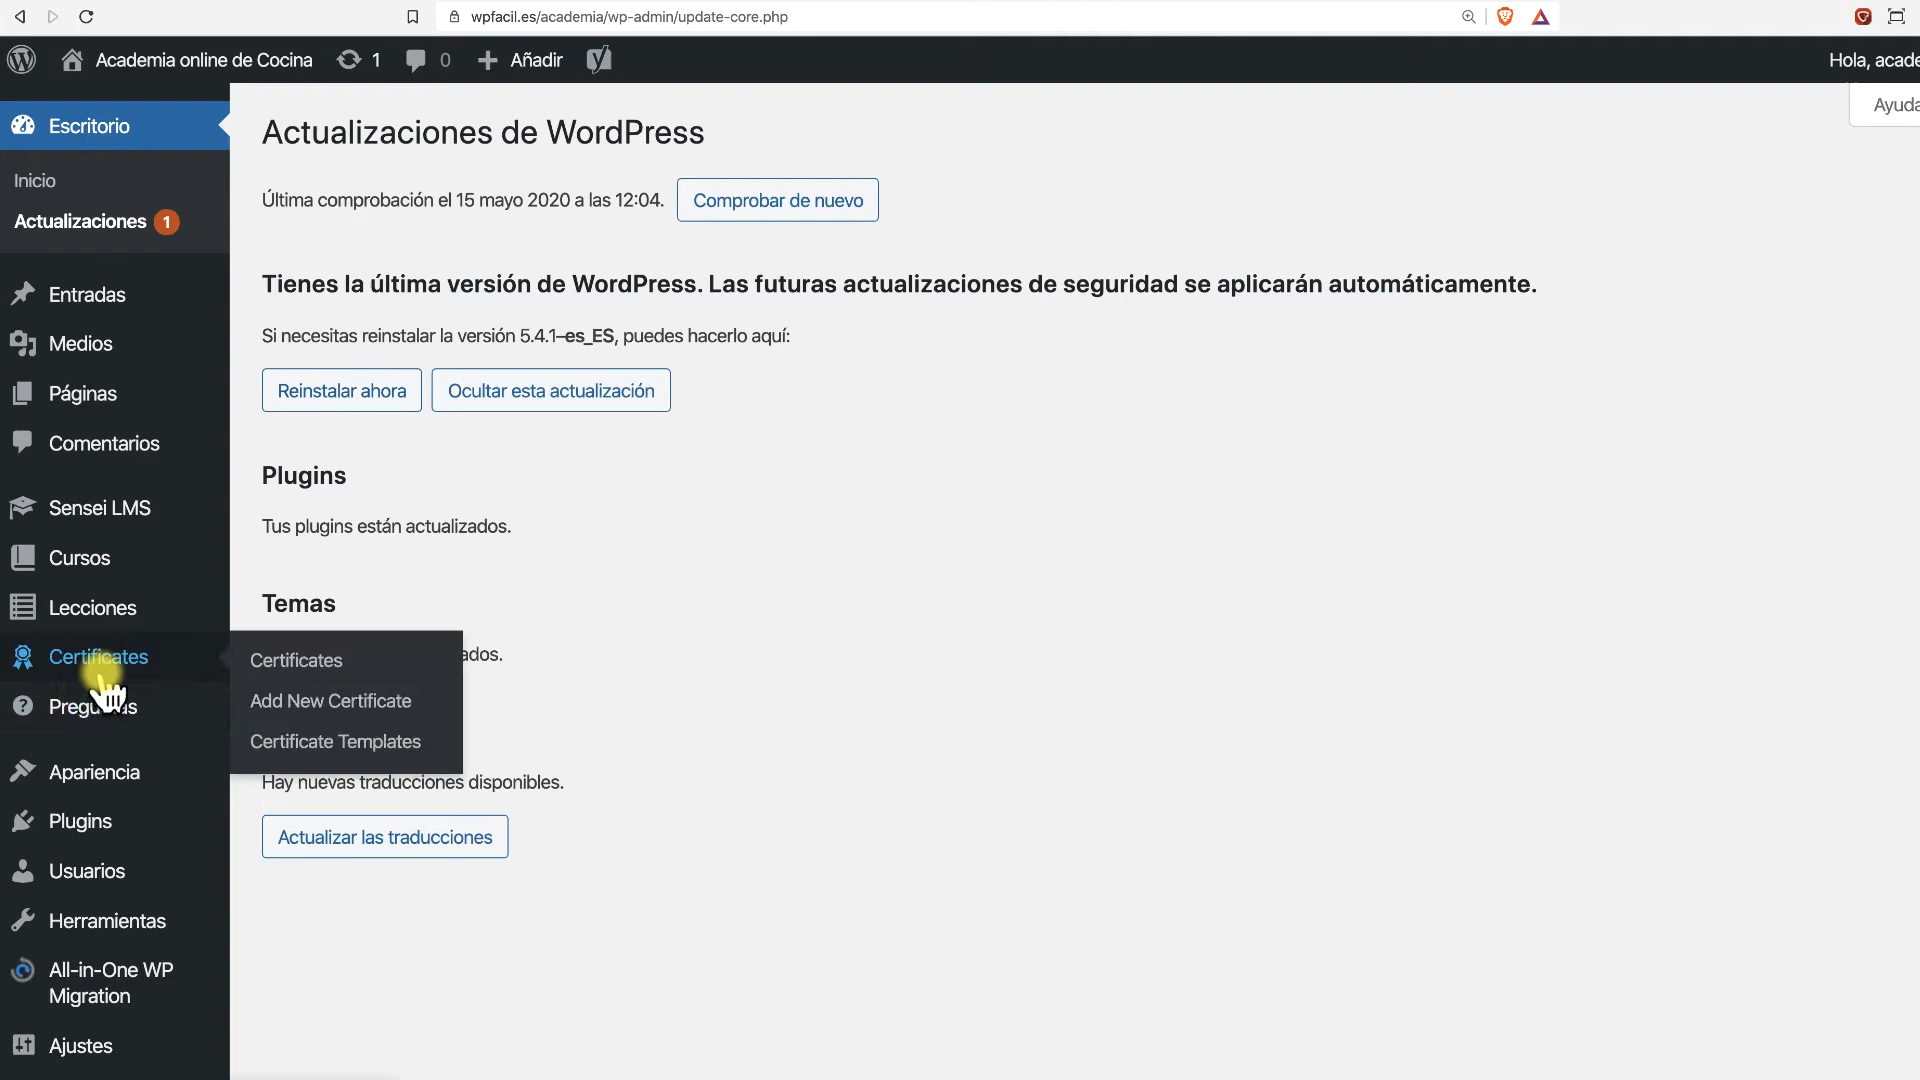 wpfacil.es/academia/wp-admin/update-core.php
Academia online de Cocina
1
0
Añadir
Hola, acade
Ayuda
Escritorio
Inicio
Actualizaciones 1
Entradas
Medios
Páginas
Comentarios
Sensei LMS
Cursos
Lecciones
Certificates
Apariencia
Plugins
Usuarios
Herramientas
All-in-One WP
Migration
Ajustes
Certificates
Add New Certificate
Certificate Templates
Actualizaciones de WordPress
Última comprobación el 15 mayo 2020 a las 12:04.
Comprobar de nuevo
Tienes la última versión de WordPress. Las futuras actualizaciones de seguridad se aplicarán automáticamente.
Si necesitas reinstalar la versión 5.4.1–es_ES, puedes hacerlo aquí:
Reinstalar ahora
Ocultar esta actualización
Plugins
Tus plugins están actualizados.
Temas
ados.
Hay nuevas traducciones disponibles.
Actualizar las traducciones